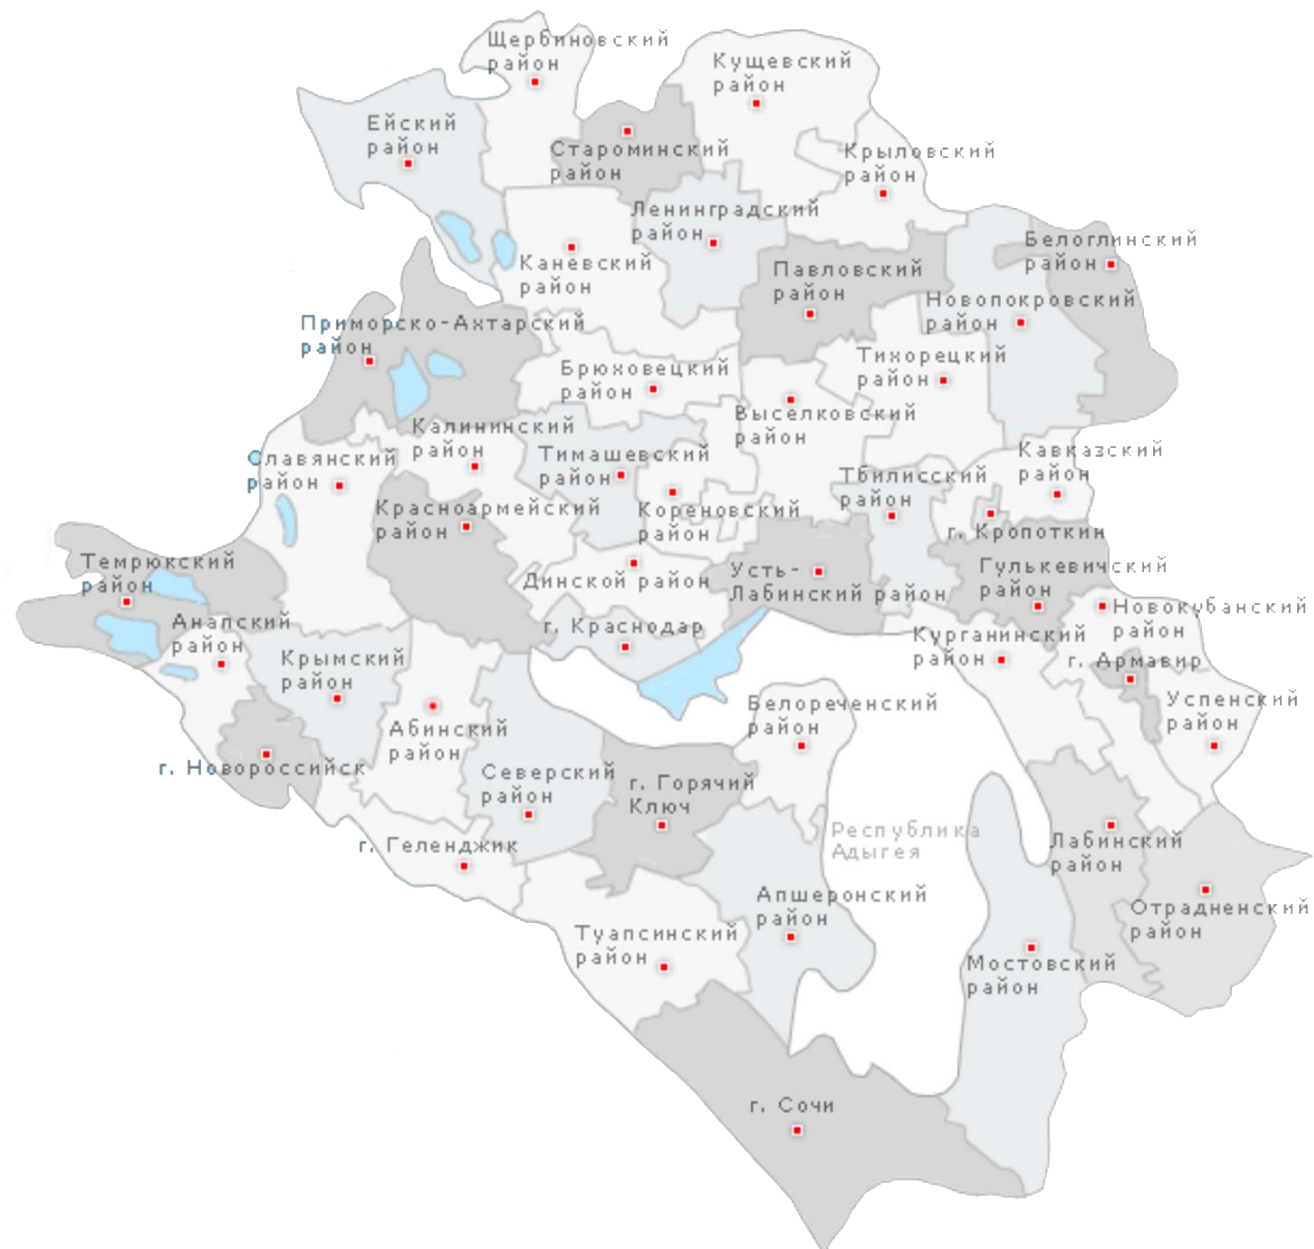 Щербиновский
район
Кущевский
район
Ейский
район
Староминский
район
Крыловский
район
Ленинградский
район
Каневский
район
Павловский
район
Белоглинский
район
Новопокровский
район
Приморско-Ахтарский
район
Брюховецкий
район
Тихорецкий
район
Выселковский
район
Калининский
район
Славянский
район
Тимашевский
район
Кавказский
район
Тбилисский
район
Красноармейский
район
Кореновский
район
г. Кропоткин
Темрюкский
район
Динской район
Усть-
Лабинский район
Гулькевичский
район
Новокубанский
район
Анапский
район
г. Краснодар
Курганинский
район
г. Армавир
Крымский
район
Успенский
район
Абинский
район
Белореченский
район
г. Новороссийск
Северский
район
г. Горячий
Ключ
г. Геленджик
Республика
Адыгея
Лабинский
район
Апшеронский
район
Отрадненский
район
Туапсинский
район
Мостовский
район
г. Сочи